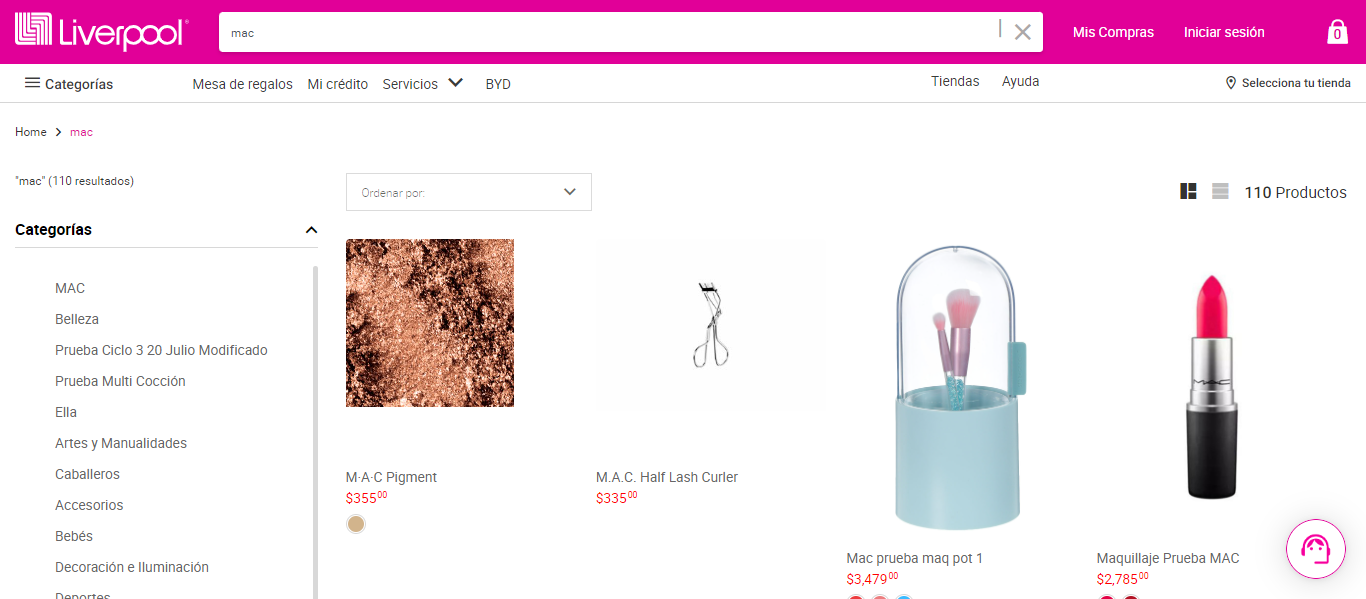 Liverpool
mac
Mis Compras
Iniciar sesión
0
Categorías
Mesa de regalos
Mi crédito
Servicios
BYD
Tiendas
Ayuda
Selecciona tu tienda
Home
mac
"mac" (110 resultados)
Ordenar por:
110 Productos
Categorías
MAC
Belleza
Prueba Ciclo 3 20 Julio Modificado
Prueba Multi Cocción
Ella
Artes y Manualidades
Caballeros
Accesorios
Bebés
Decoración e Iluminación
Deportes
M·A·C Pigment
$355 00
M.A.C. Half Lash Curler
$335 00
Mac prueba maq pot 1
$3,479 00
MAC
Maquillaje Prueba MAC
$2,785 00